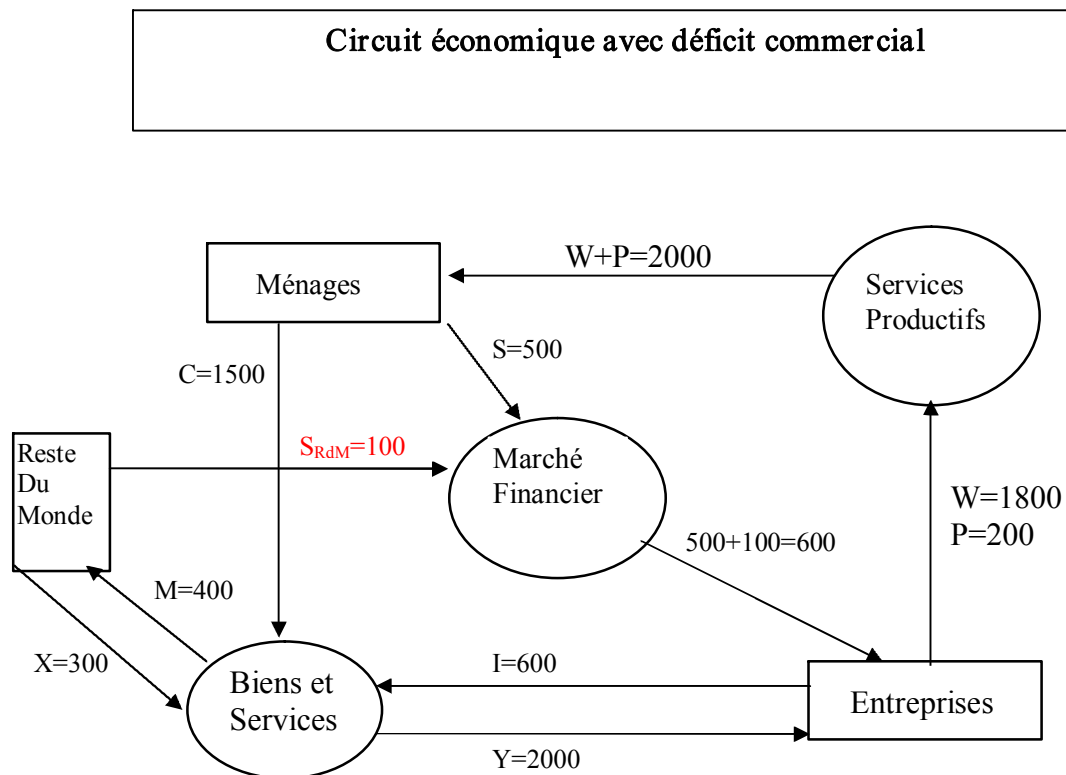 Circuit économique avec déficit commercial
W+P=2000
Ménages
Services
Productifs
S=500
C=1500
Reste
Du
Monde
S_RdM=100
Marché
Financier
W=1800
P=200
500+100=600
M=400
X=300
Biens et
Services
I=600
Entreprises
Y=2000